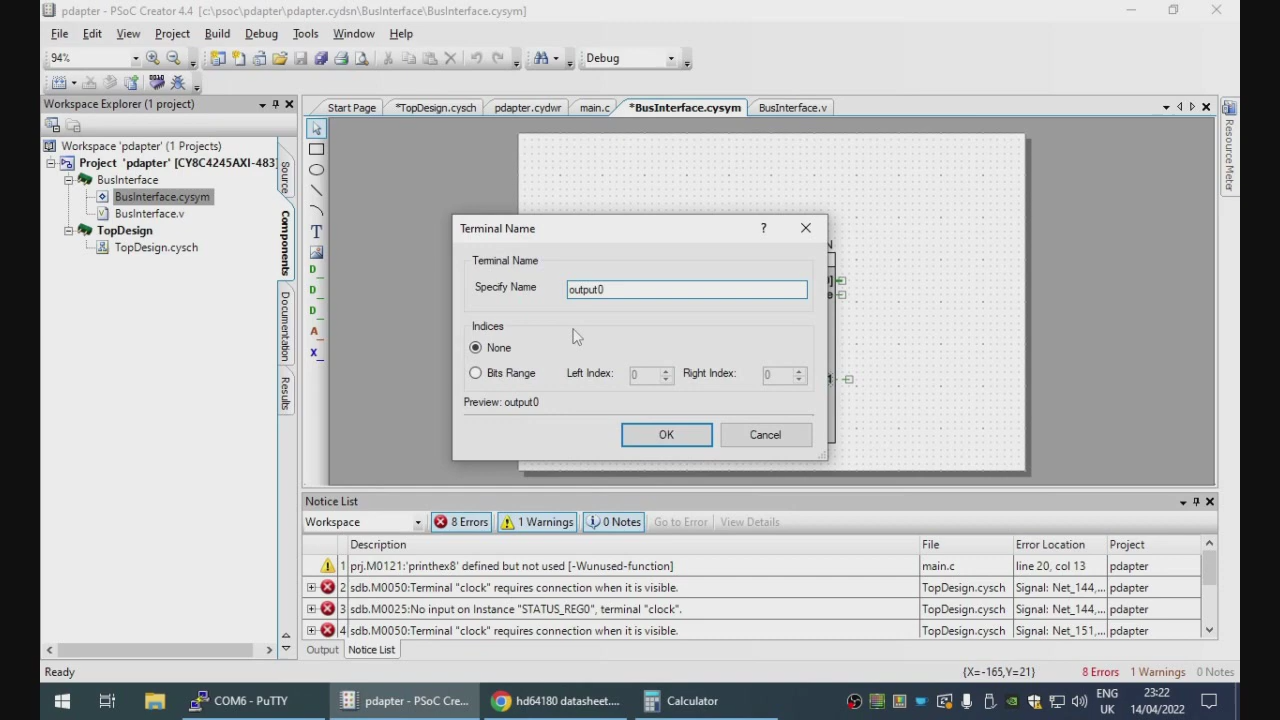 pdapter - PSoC Creator 4.4 [c:\psoc\pdapter\pdapter.cydsn\BusInterface\BusInterface.cysym]
File Edit View Project Build Debug Tools Window Help
94% Debug
Workspace Explorer (1 project)
Start Page *TopDesign.cysch pdapter.cydwr main.c *BusInterface.cysym BusInterface.v
Workspace 'pdapter' (1 Projects)
Project 'pdapter' [CY8C4245AXI-483]
BusInterface
BusInterface.cysym
BusInterface.v
TopDesign
TopDesign.cysch
Source
Components
Documentation
Results
Resource Meter
Terminal Name
Terminal Name
Specify Name output0
Indices
None
Bits Range Left Index: 0 Right Index: 0
Preview: output0
OK Cancel
Notice List
Workspace 8 Errors 1 Warnings 0 Notes Go to Error View Details
Description File Error Location Project
1 prj.M0121:'printhex8' defined but not used [-Wunused-function] main.c line 20, col 13 pdapter
2 sdb.M0050:Terminal "clock" requires connection when it is visible. TopDesign.cysch Signal: Net_144,... pdapter
3 sdb.M0025:No input on Instance "STATUS_REG0", terminal "clock". TopDesign.cysch Signal: Net_144,... pdapter
4 sdb.M0050:Terminal "clock" requires connection when it is visible. TopDesign.cysch Signal: Net_151,... pdapter
Output Notice List
Ready {X=-165,Y=21} 8 Errors 1 Warnings 0 Notes
COM6 - PuTTY pdapter - PSoC Cre... hd64180 datasheet.... Calculator ENG UK 23:22 14/04/2022